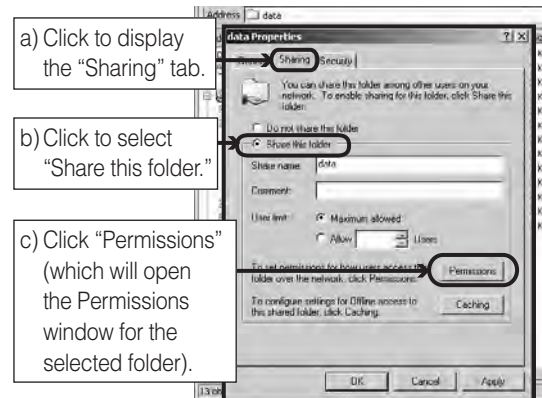 Address data
a) Click to display
the “Sharing” tab.
data Properties
Sharing Security
You can share this folder among other users on your
network. To enable sharing for this folder, click Share this
folder.
b) Click to select
“Share this folder.”
Do not share this folder
Share this folder
Share name: data
Comment:
User limit: Maximum allowed
Allow Users
c) Click “Permissions”
(which will open
the Permissions
window for the
selected folder).
To set permissions for how users access this
folder over the network, click Permissions.
Permissions
To configure settings for Offline access to
this shared folder, click Caching.
Caching
OK Cancel Apply